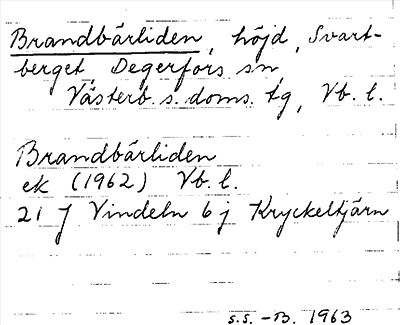 Brandbärliden, höjd, Svart-
berget, Degerfors sn,
Västerb. s. doms. tg, Vb. l.
Brandbärliden
ek (1962) Vb. l.
21 J Vindeln 6 j Kryckeltjärn
s.s. -B. 1963